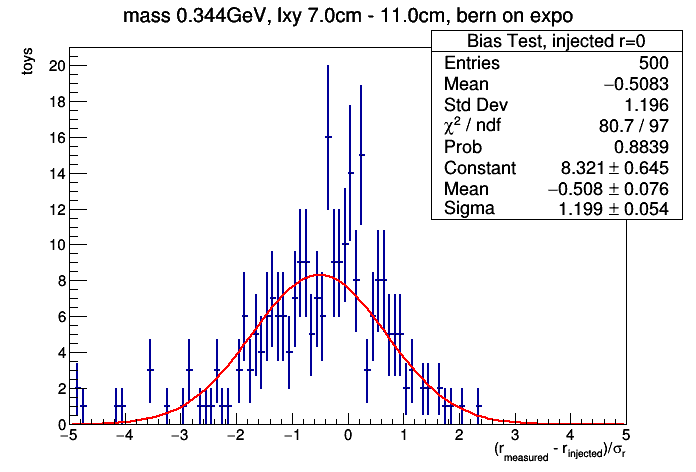 mass 0.344GeV, lxy 7.0cm - 11.0cm, bern on expo
toys
Bias Test, injected r=0
Entries 500
Mean −0.5083
Std Dev 1.196
χ² / ndf 80.7 / 97
Prob 0.8839
Constant 8.321 ± 0.645
Mean −0.508 ± 0.076
Sigma 1.199 ± 0.054
20
18
16
14
12
10
8
6
4
2
0
−5 −4 −3 −2 −1 0 1 2 3 4 5
(r_measured - r_injected)/σ_r